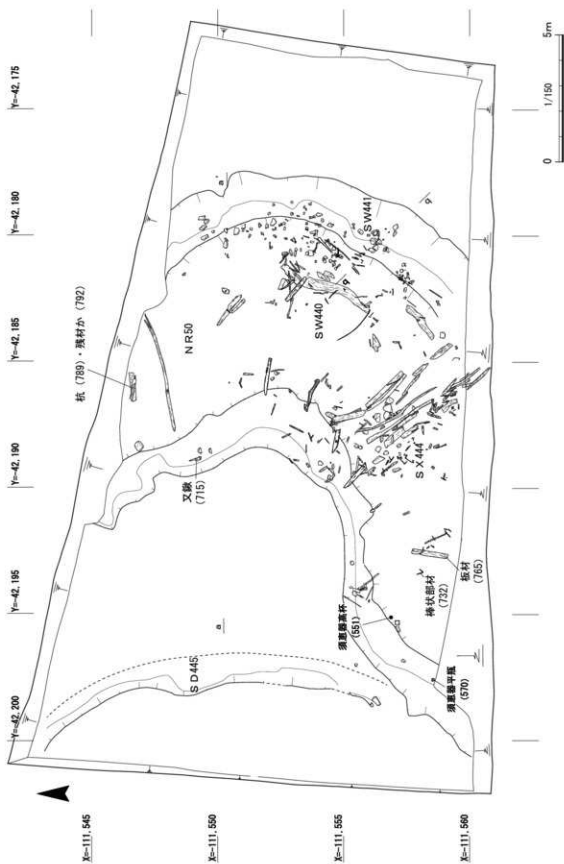 Y=-42,175
Y=-42,180
Y=-42,185
Y=-42,190
Y=-42,195
Y=-42,200
X=-111,545
X=-111,550
X=-111,555
X=-111,560
杭（789）・残材か（792）
NR50
SW440
SW441
a'
又鍬
（715）
SX444
a
SD445
須恵器高杯
（551）
棒状部材
（732）
板材
（765）
須恵器平瓶
（570）
0
1/150
5m